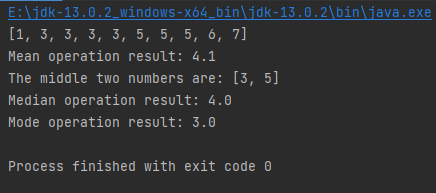 E:\jdk-13.0.2_windows-x64_bin\jdk-13.0.2\bin\java.exe
[1, 3, 3, 3, 3, 5, 5, 5, 6, 7]
Mean operation result: 4.1
The middle two numbers are: [3, 5]
Median operation result: 4.0
Mode operation result: 3.0
Process finished with exit code 0